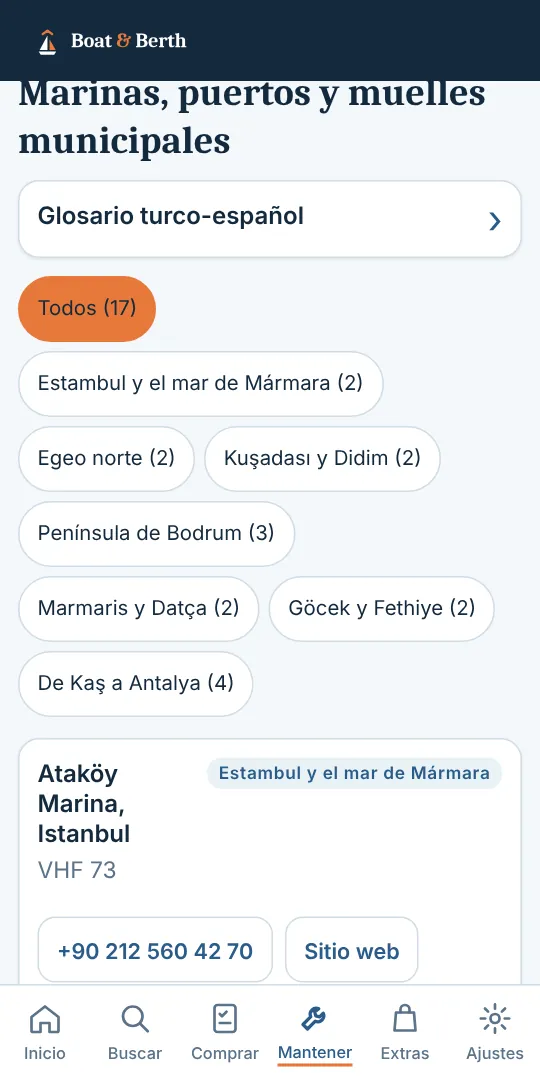 Boat & Berth
Marinas, puertos y muelles
municipales
Glosario turco-español
Todos (17)
Estambul y el mar de Mármara (2)
Egeo norte (2)
Kuşadası y Didim (2)
Península de Bodrum (3)
Marmaris y Datça (2)
Göcek y Fethiye (2)
De Kaş a Antalya (4)
Ataköy
Marina,
Istanbul
Estambul y el mar de Mármara
VHF 73
+90 212 560 42 70
Sitio web
Inicio
Buscar
Comprar
Mantener
Extras
Ajustes